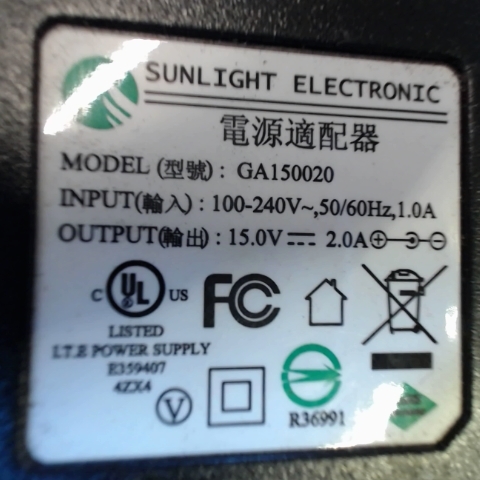 SUNLIGHT ELECTRONIC
電源適配器
MODEL (型號) : GA150020
INPUT(輸入) : 100-240V~,50/60Hz,1.0A
OUTPUT(輸出) : 15.0V⎓ 2.0A
C UL US FC
LISTED
I.T.E POWER SUPPLY
E359407
4ZX4
V
R36991